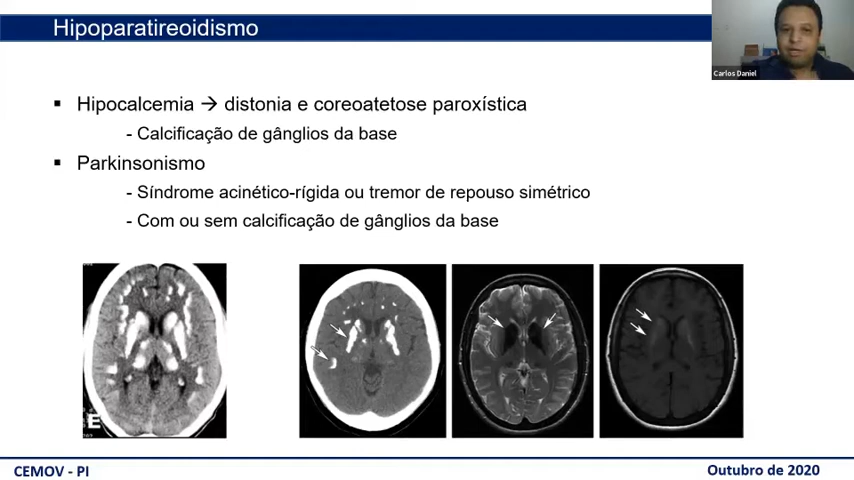 Hipoparatireoidismo
Carlos Daniel
▪ Hipocalcemia → distonia e coreoatetose paroxística
- Calcificação de gânglios da base
▪ Parkinsonismo
- Síndrome acinético-rígida ou tremor de repouso simétrico
- Com ou sem calcificação de gânglios da base
E
CEMOV - PI
Outubro de 2020